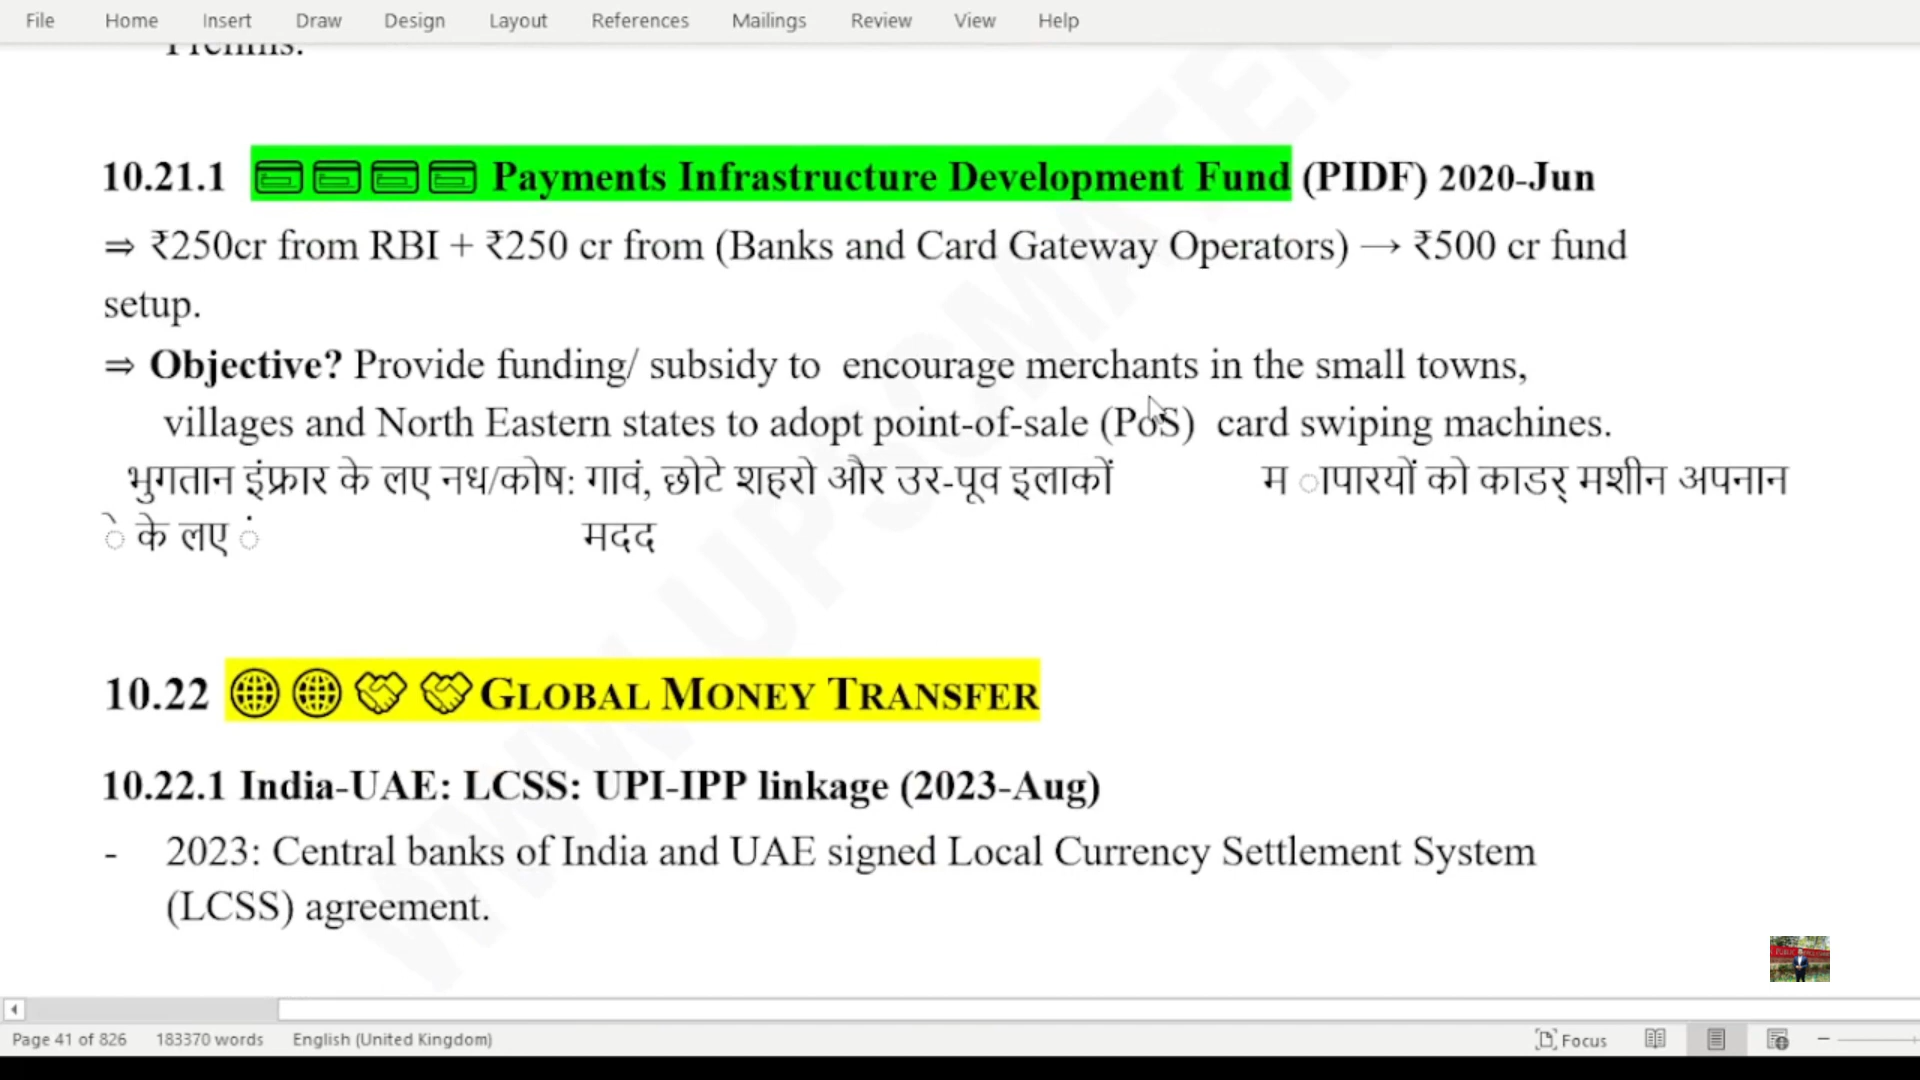 File Home Insert Draw Design Layout References Mailings Review View Help
Prelims.
10.21.1 Payments Infrastructure Development Fund (PIDF) 2020-Jun
⇒ ₹250cr from RBI + ₹250 cr from (Banks and Card Gateway Operators) → ₹500 cr fund
setup.
⇒ Objective? Provide funding/ subsidy to encourage merchants in the small towns,
villages and North Eastern states to adopt point-of-sale (PoS) card swiping machines.
भुगतान इंफ्रार के लए नध/कोष: गावं, छोटे शहरो और उर-पूव इलाकों म ापारयों को काडर् मशीन अपनान
े के लए ं मदद
10.22 GLOBAL MONEY TRANSFER
10.22.1 India-UAE: LCSS: UPI-IPP linkage (2023-Aug)
- 2023: Central banks of India and UAE signed Local Currency Settlement System
(LCSS) agreement.
Page 41 of 826 183370 words English (United Kingdom) Focus